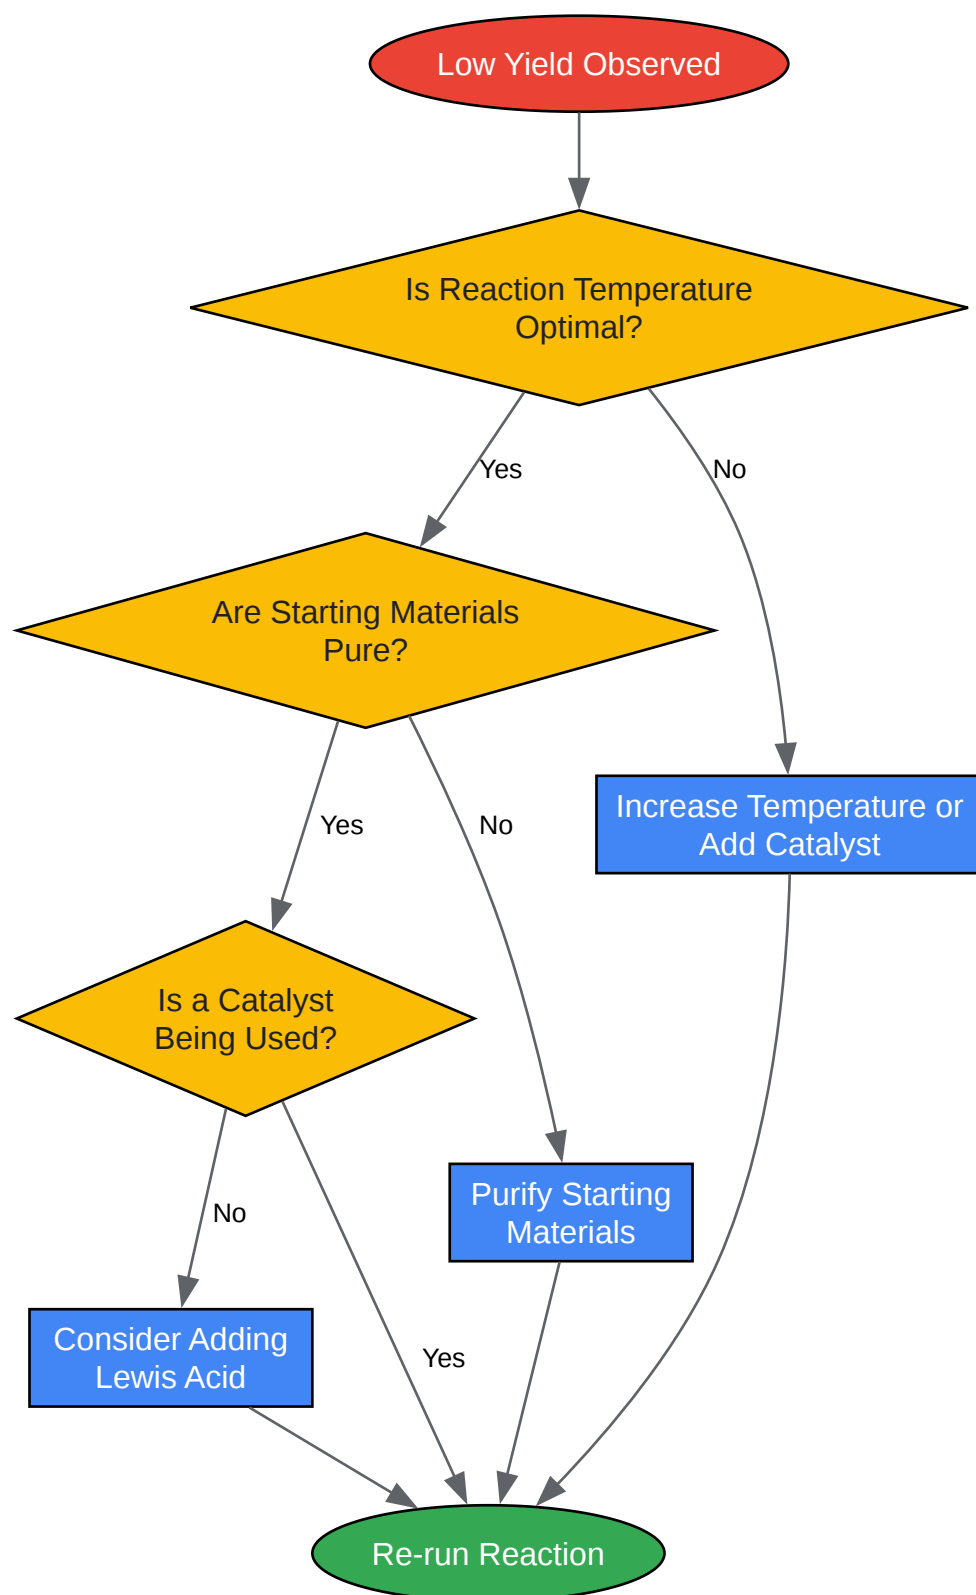 Low Yield Observed
Is Reaction Temperature
Optimal?
Yes
No
Are Starting Materials
Pure?
Increase Temperature or
Add Catalyst
Yes
No
Is a Catalyst
Being Used?
Purify Starting
Materials
No
Consider Adding
Lewis Acid
Yes
Re-run Reaction